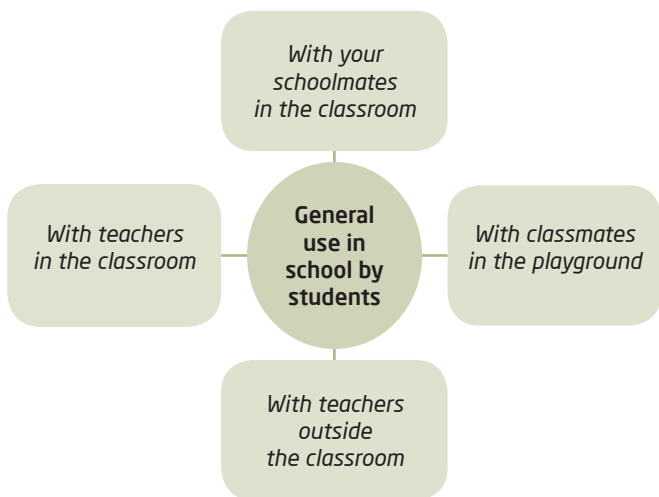 With your
schoolmates
in the classroom
With teachers
in the classroom
General
use in
school by
students
With classmates
in the playground
With teachers
outside
the classroom